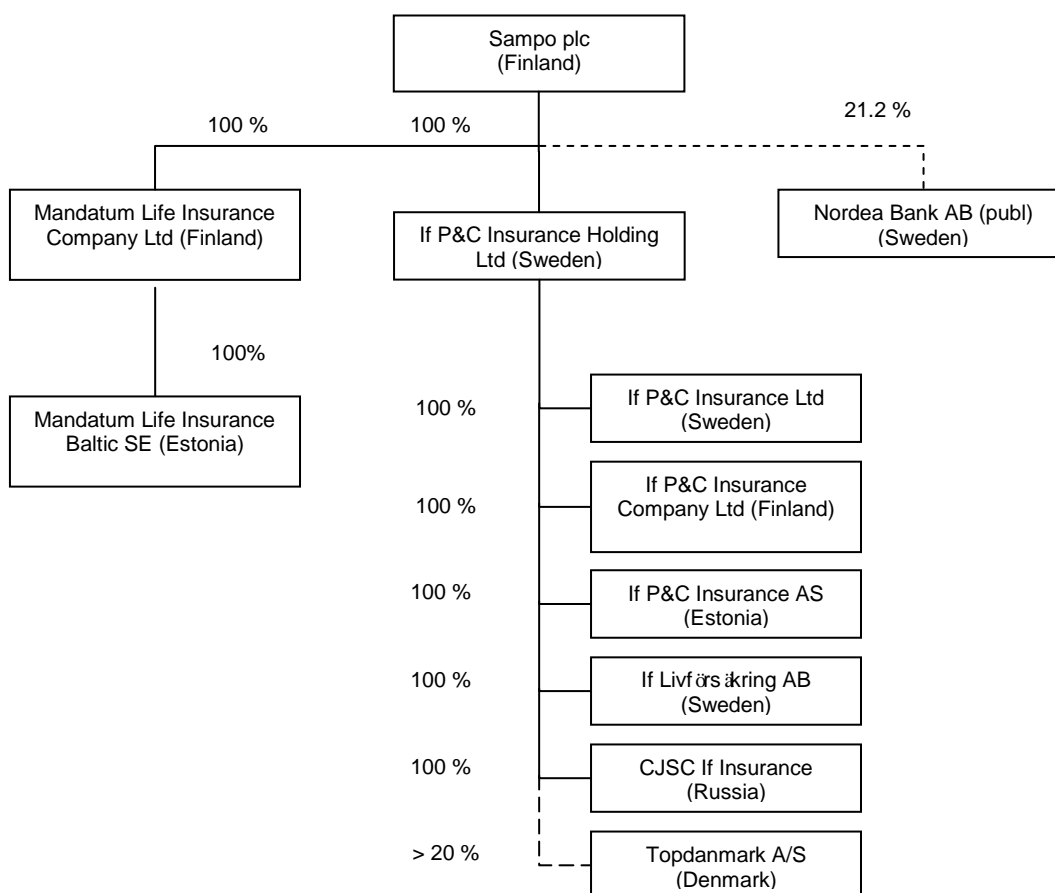 Sampo plc
(Finland)
100 %
100 %
21.2 %
Mandatum Life Insurance
Company Ltd (Finland)
If P&C Insurance Holding
Ltd (Sweden)
Nordea Bank AB (publ)
(Sweden)
100%
Mandatum Life Insurance
Baltic SE (Estonia)
100 %
If P&C Insurance Ltd
(Sweden)
100 %
If P&C Insurance
Company Ltd (Finland)
100 %
If P&C Insurance AS
(Estonia)
100 %
If Livförsäkring AB
(Sweden)
100 %
CJSC If Insurance
(Russia)
> 20 %
Topdanmark A/S
(Denmark)